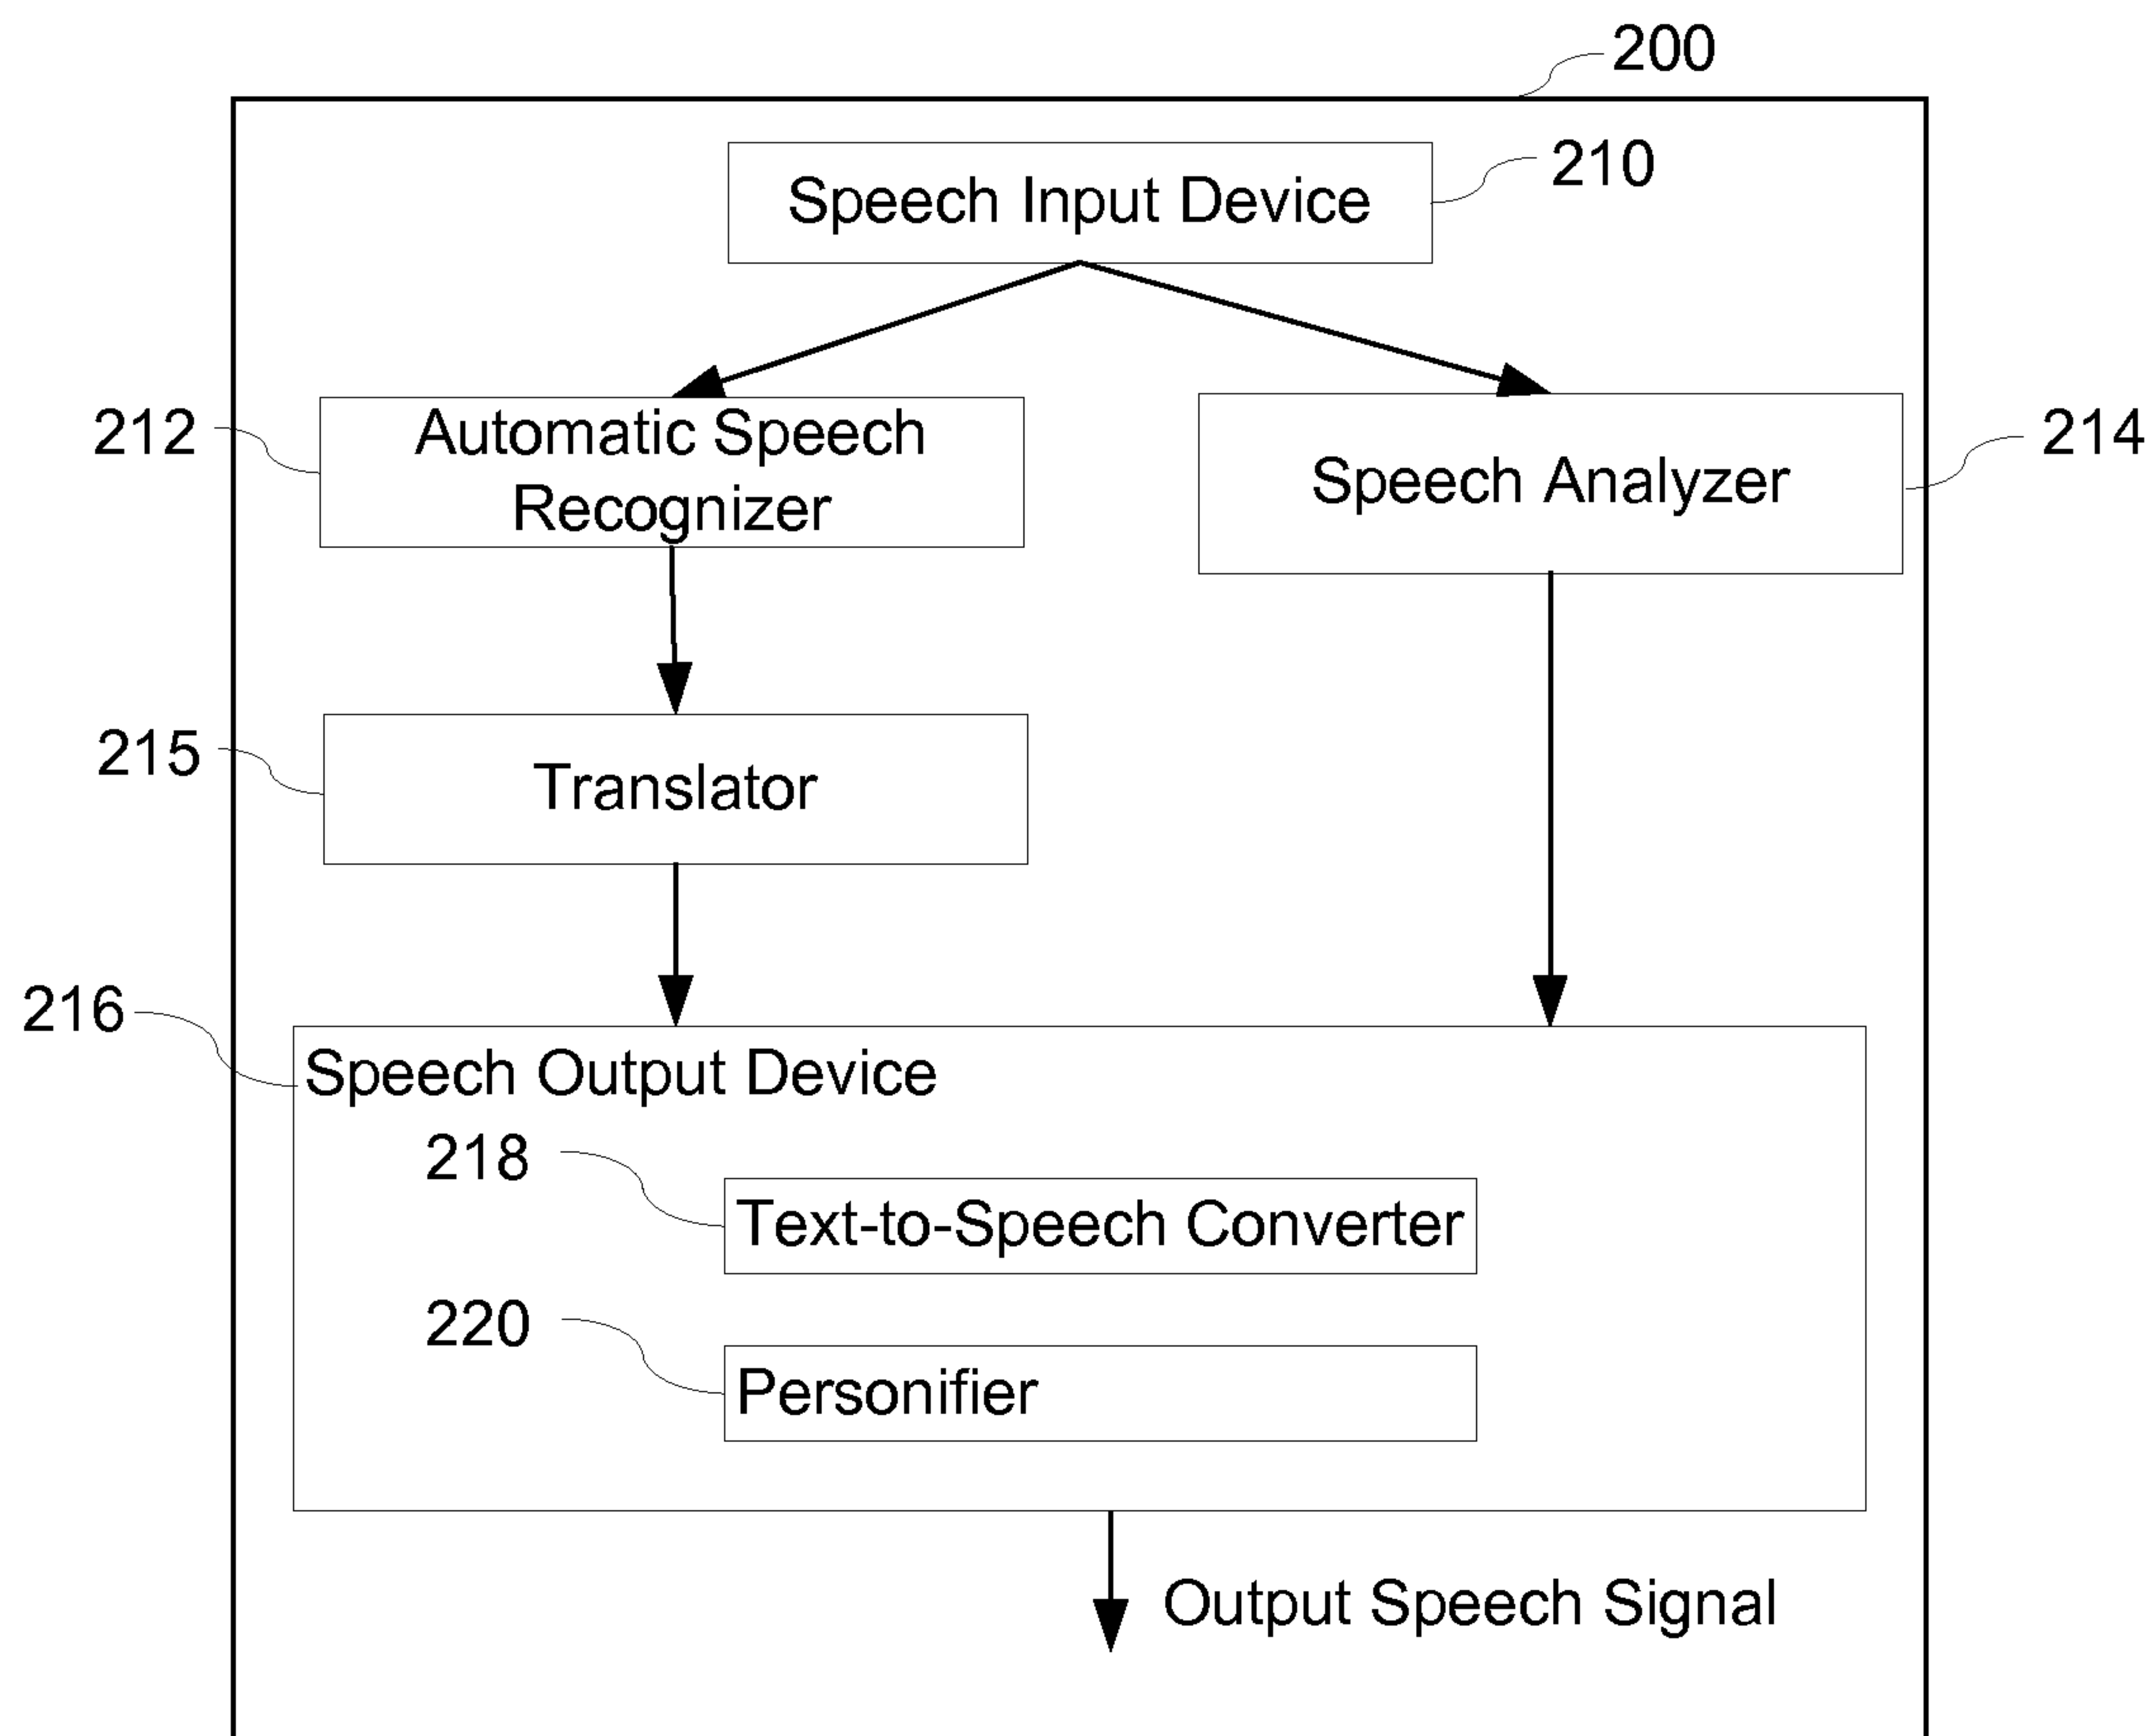 200
Speech Input Device
210
212
Automatic Speech
Recognizer
Speech Analyzer
214
215
Translator
216
Speech Output Device
218
Text-to-Speech Converter
220
Personifier
Output Speech Signal